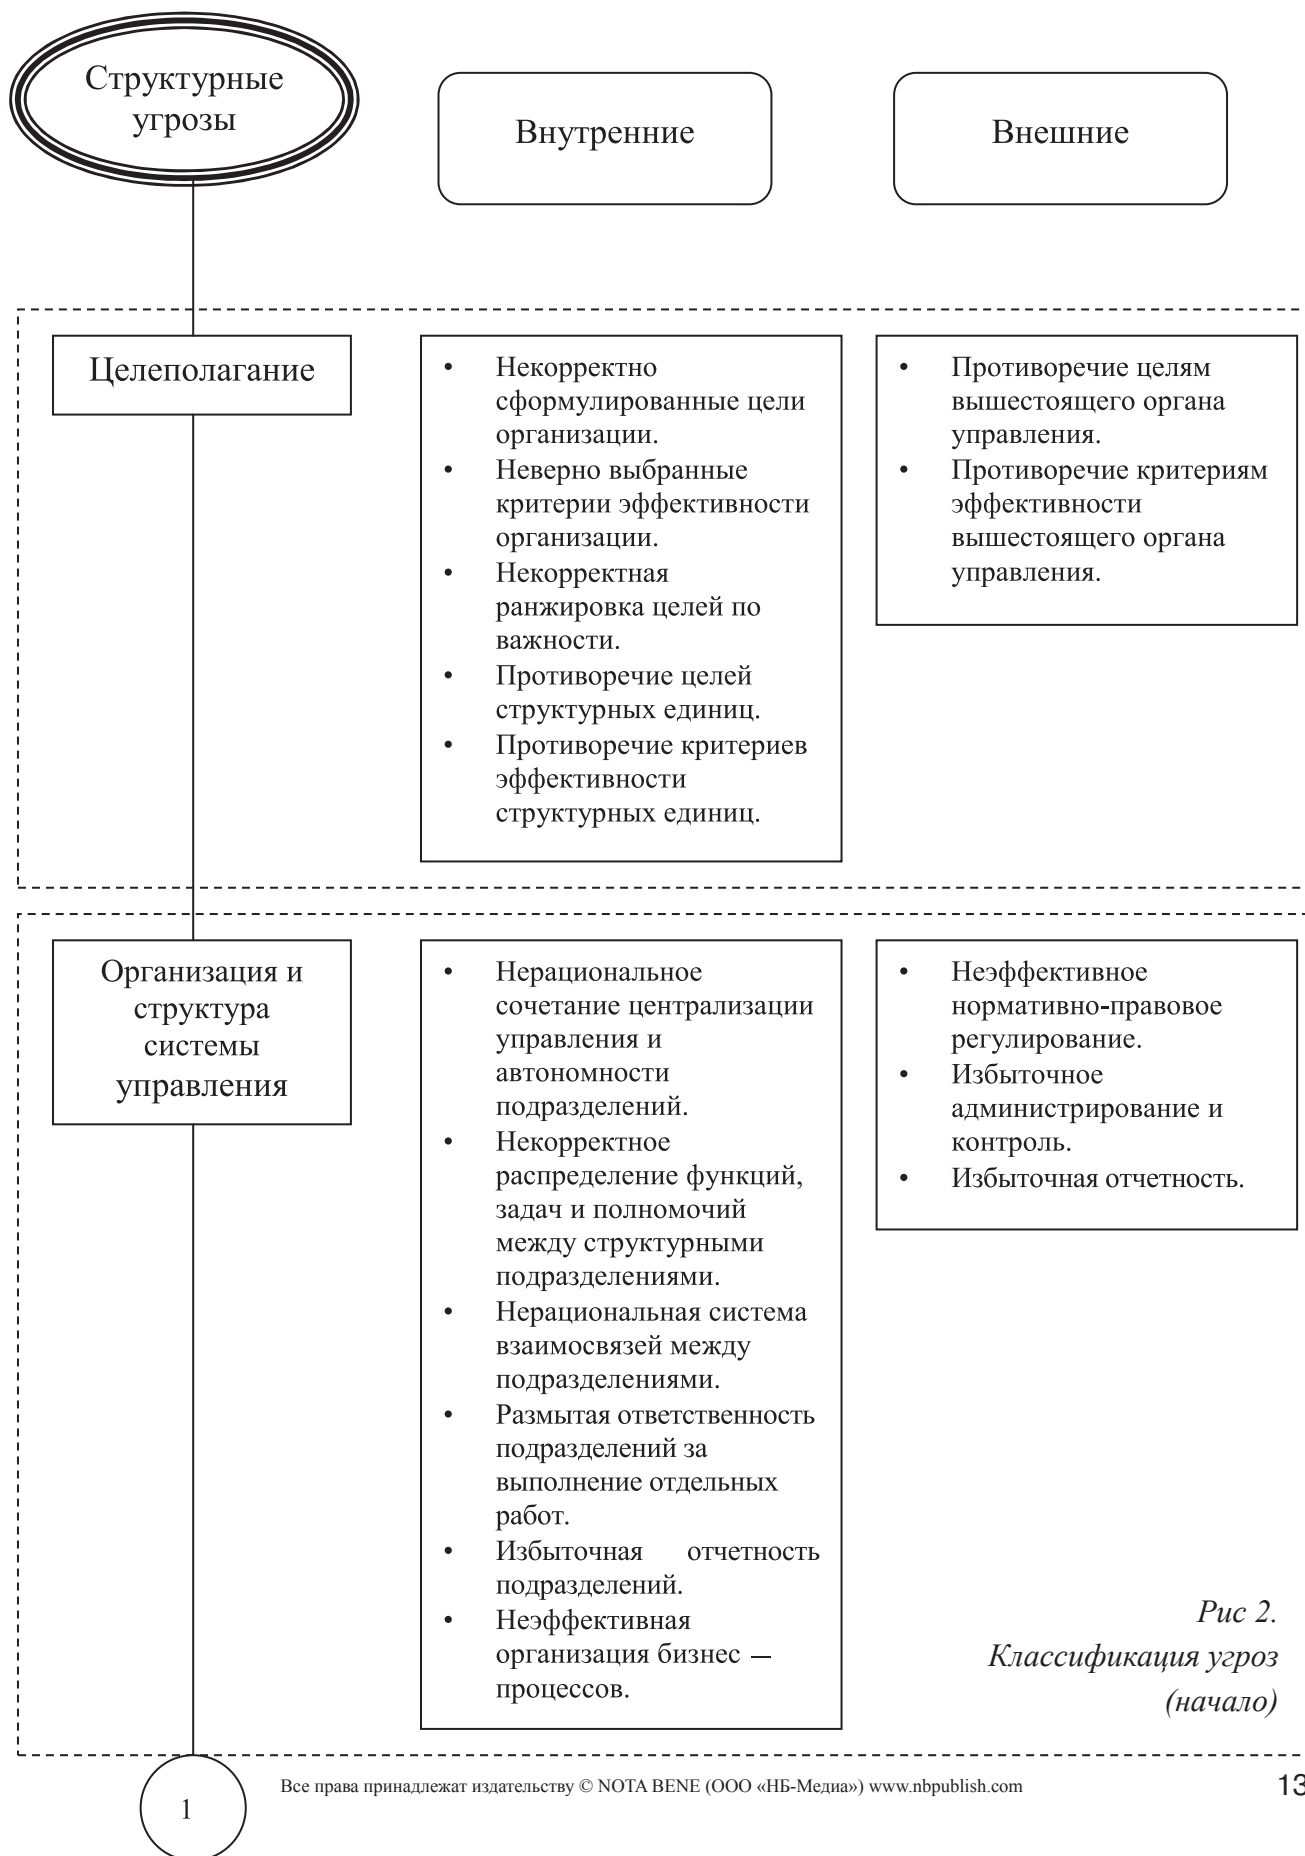 Структурные
угрозы
Внутренние
Внешние
Целеполагание
• Некорректно
сформулированные цели
организации.
• Неверно выбранные
критерии эффективности
организации.
• Некорректная
ранжировка целей по
важности.
• Противоречие целей
структурных единиц.
• Противоречие критериев
эффективности
структурных единиц.
• Противоречие целям
вышестоящего органа
управления.
• Противоречие критериям
эффективности
вышестоящего органа
управления.
Организация и
структура
системы
управления
• Нерациональное
сочетание централизации
управления и
автономности
подразделений.
• Некорректное
распределение функций,
задач и полномочий
между структурными
подразделениями.
• Нерациональная система
взаимосвязей между
подразделениями.
• Размытая ответственность
подразделений за
выполнение отдельных
работ.
• Избыточная отчетность
подразделений.
• Неэффективная
организация бизнес —
процессов.
• Неэффективное
нормативно-правовое
регулирование.
• Избыточное
администрирование и
контроль.
• Избыточная отчетность.
Рис 2.
Классификация угроз
(начало)
1
Все права принадлежат издательству © NOTA BENE (ООО «НБ-Медиа») www.nbpublish.com
13